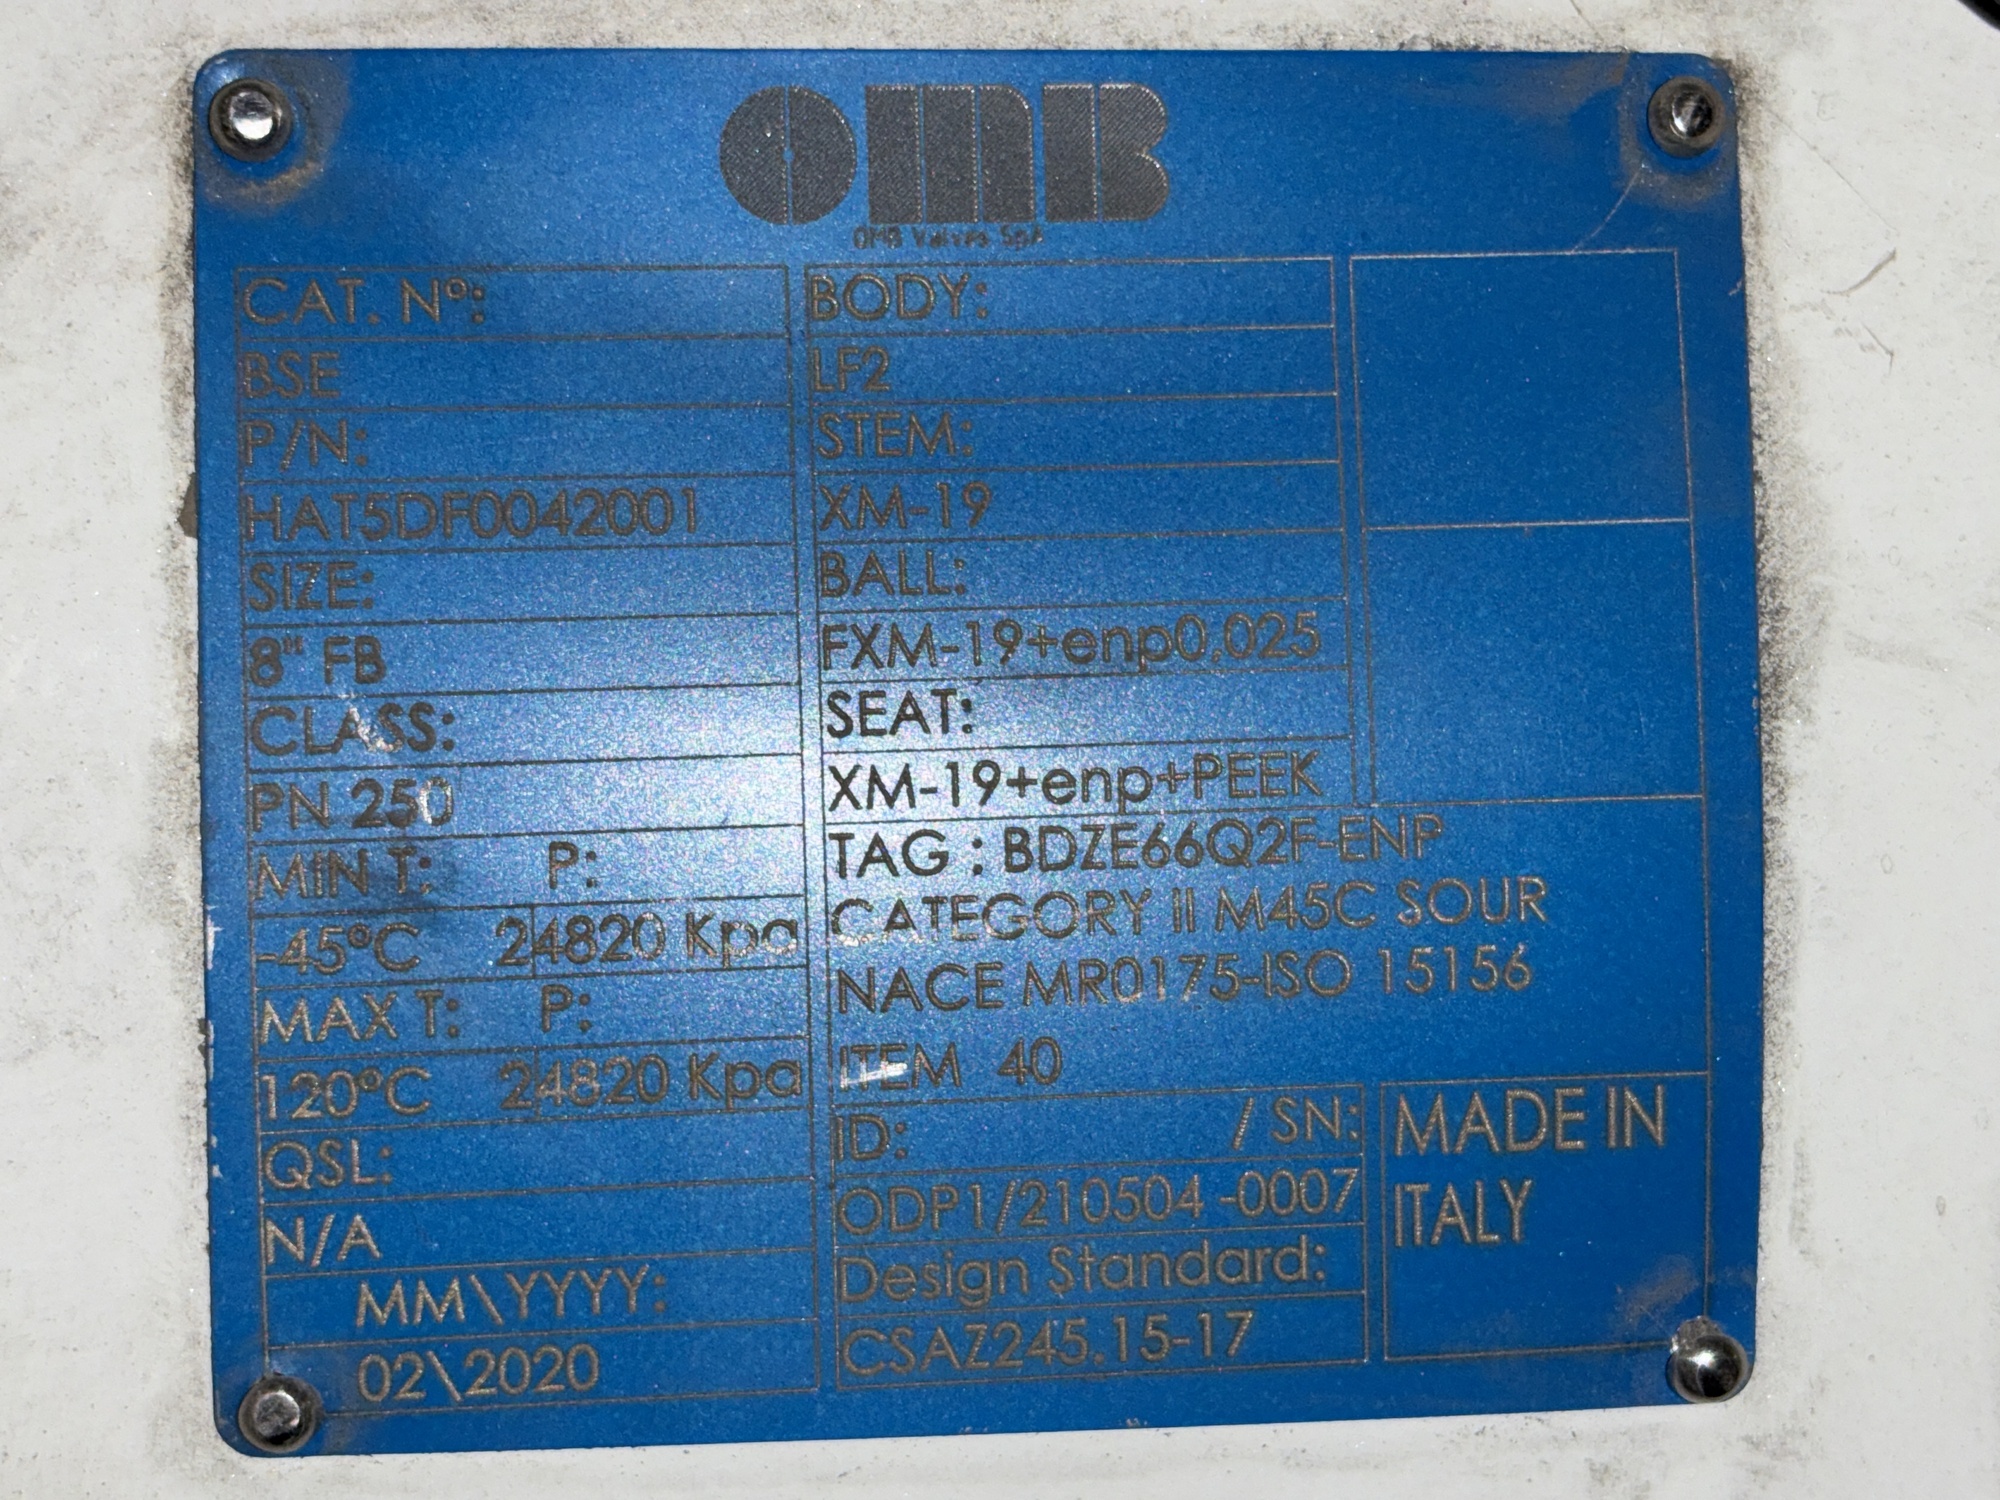 OMB
OMB Valves SpA
CAT. Nº:
BSE
P/N:
HAT5DF0042001
SIZE:
8" FB
CLASS:
PN 250
MIN T: P:
-45°C 24820 Kpa
MAX T: P:
120°C 24820 Kpa
QSL:
N/A
MM\YYYY:
02\2020
BODY:
LF2
STEM:
XM-19
BALL:
FXM-19+enp0.025
SEAT:
XM-19+enp+PEEK
TAG : BDZE66Q2F-ENP
CATEGORY II M45C SOUR
NACE MR0175-ISO 15156
ITEM 40
ID: / SN:
ODP1/210504 -0007
Design Standard:
CSAZ245.15-17
MADE IN
ITALY